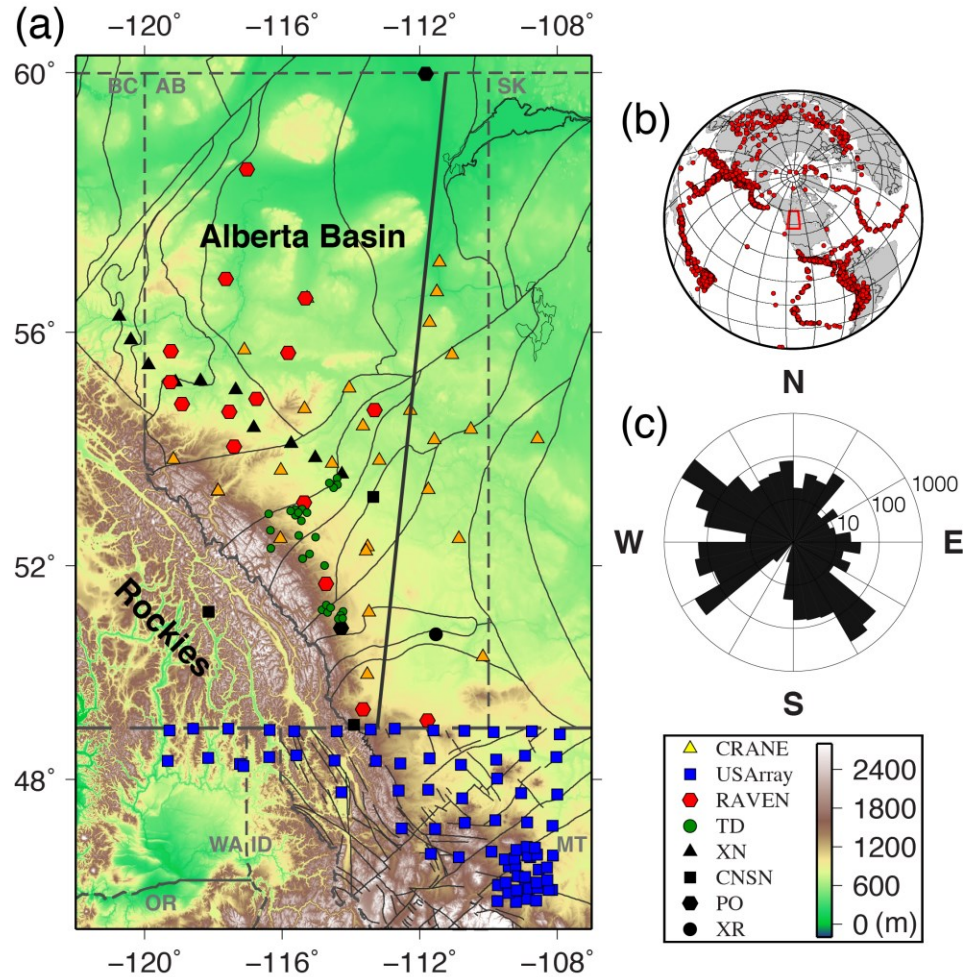 (a)
−120° −116° −112° −108°
60°
BC AB SK
Alberta Basin
56°
52°
Rockies
48°
WA ID MT
OR
−120° −116° −112° −108°
(b)
N
(c)
1000
100
10
W E
S
CRANE
USArray
RAVEN
TD
XN
CNSN
PO
XR
2400
1800
1200
600
0 (m)